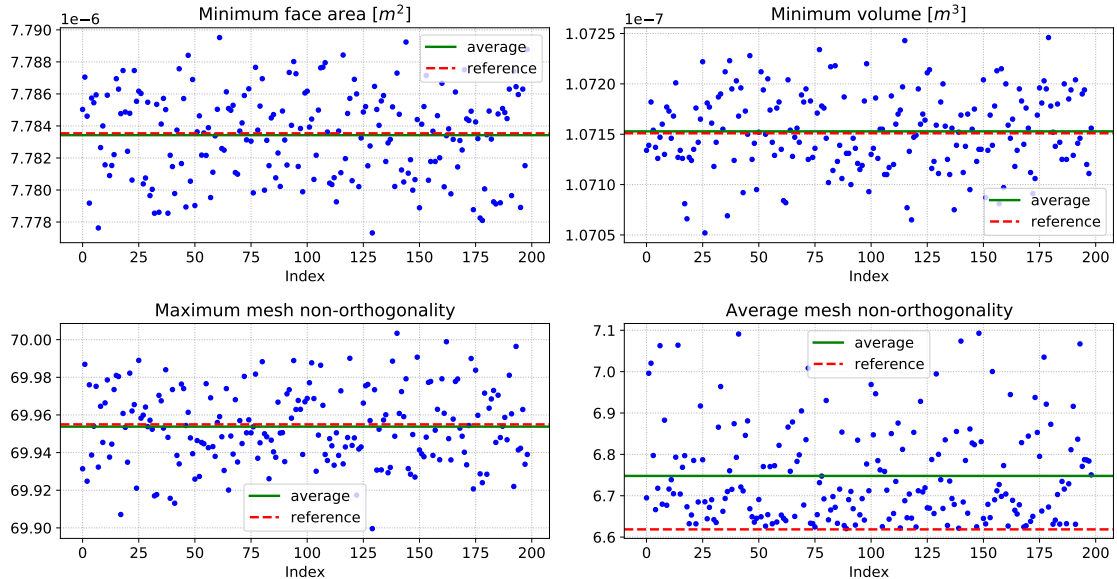 Minimum face area [m²]
1e−6
7.790
7.788
7.786
7.784
7.782
7.780
7.778
average
reference
0 25 50 75 100 125 150 175 200
Index
Minimum volume [m³]
1e−7
1.0725
1.0720
1.0715
1.0710
1.0705
average
reference
0 25 50 75 100 125 150 175 200
Index
Maximum mesh non-orthogonality
70.00
69.98
69.96
69.94
69.92
69.90
average
reference
0 25 50 75 100 125 150 175 200
Index
Average mesh non-orthogonality
7.1
7.0
6.9
6.8
6.7
6.6
average
reference
0 25 50 75 100 125 150 175 200
Index